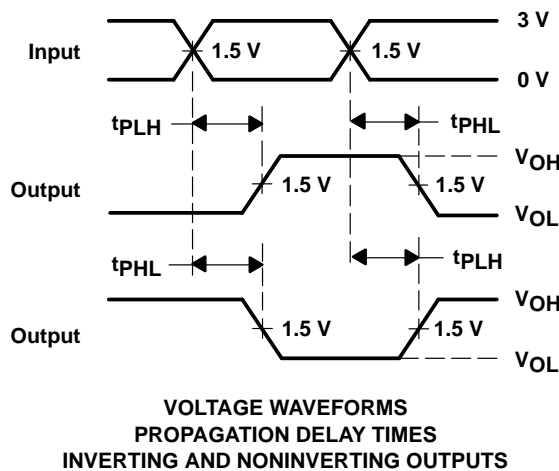 3 V
Input
1.5 V
1.5 V
0 V
tPLH
tPHL
VOH
Output
1.5 V
1.5 V
VOL
tPHL
tPLH
VOH
Output
1.5 V
1.5 V
VOL
VOLTAGE WAVEFORMS
PROPAGATION DELAY TIMES
INVERTING AND NONINVERTING OUTPUTS